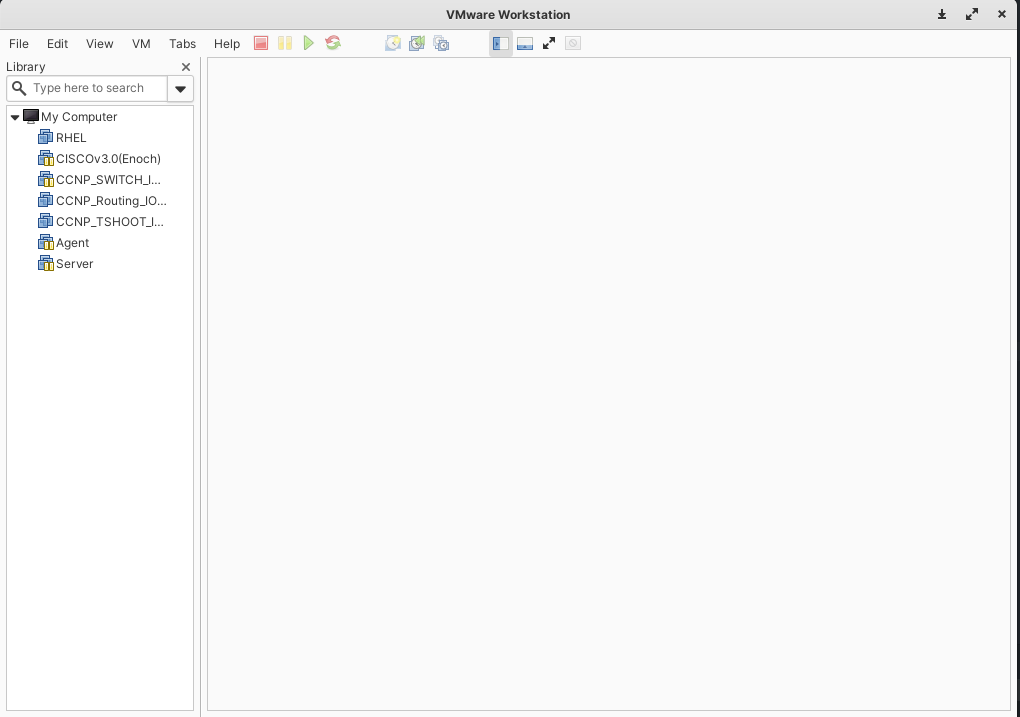 VMware Workstation
File Edit View VM Tabs Help
Library
Type here to search
My Computer
RHEL
CISCOv3.0(Enoch)
CCNP_SWITCH_I...
CCNP_Routing_IO...
CCNP_TSHOOT_I...
Agent
Server